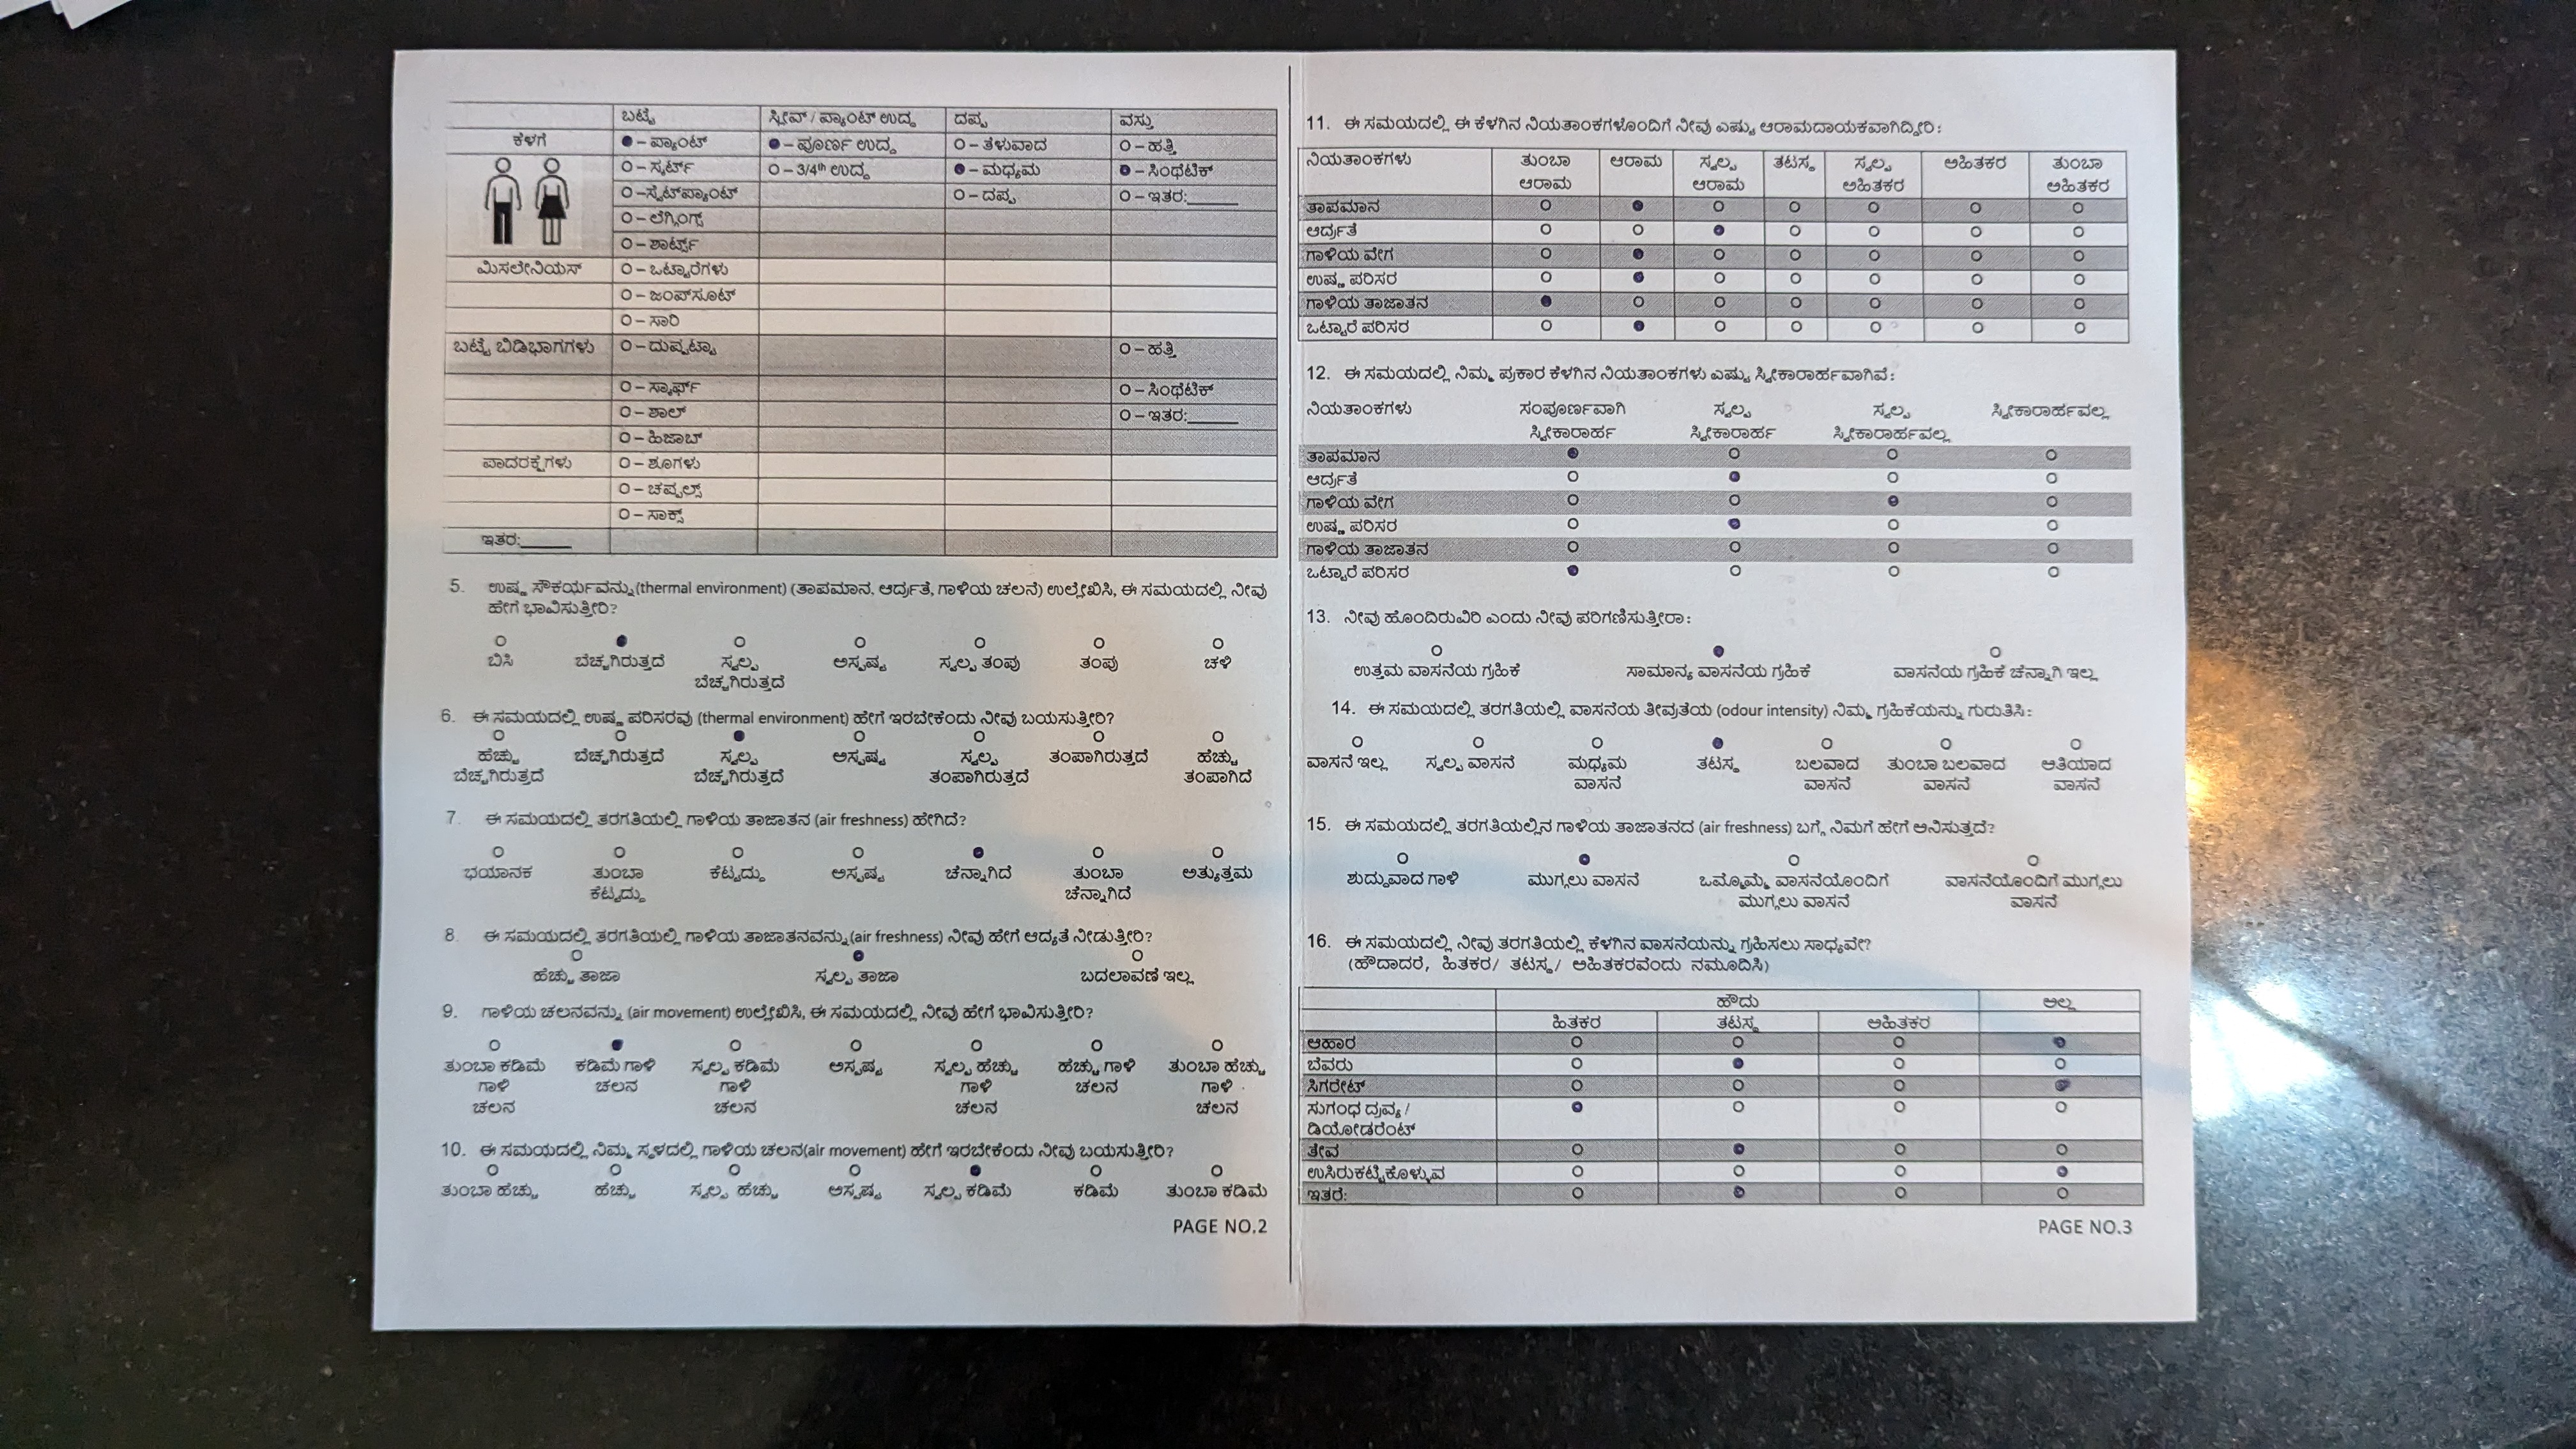 ಬಟ್ಟೆ ಸ್ಲೀವ್ / ಪ್ಯಾಂಟ್ ಉದ್ದ ದಪ್ಪ ವಸ್ತು
ಕೆಳಗೆ ● – ಪ್ಯಾಂಟ್ ● – ಪೂರ್ಣ ಉದ್ದ O – ತೆಳುವಾದ O – ಹತ್ತಿ
O – ಸ್ಕರ್ಟ್ O – 3/4th ಉದ್ದ ● – ಮಧ್ಯಮ ● – ಸಿಂಥೆಟಿಕ್
O –ಸ್ವೆಟ್‌ಪ್ಯಾಂಟ್ O – ದಪ್ಪ O – ಇತರ:______
O – ಲೆಗ್ಗಿಂಗ್ಸ್
O – ಶಾರ್ಟ್ಸ್
ಮಿಸಲೇನಿಯಸ್ O – ಒಟ್ಟಾರೆಗಳು
O – ಜಂಪ್‌ಸೂಟ್
O – ಸಾರಿ
ಬಟ್ಟೆ ಬಿಡಿಭಾಗಗಳು O – ದುಪ್ಪಟ್ಟಾ O – ಹತ್ತಿ
O – ಸ್ಕಾರ್ಫ್ O – ಸಿಂಥೆಟಿಕ್
O – ಶಾಲ್ O – ಇತರ:______
O – ಹಿಜಾಬ್
ಪಾದರಕ್ಷೆಗಳು O – ಶೂಗಳು
O – ಚಪ್ಪಲ್ಸ್
O – ಸಾಕ್ಸ್
ಇತರ:______
5. ಉಷ್ಣ ಸೌಕರ್ಯವನ್ನು(thermal environment) (ತಾಪಮಾನ, ಆರ್ದ್ರತೆ, ಗಾಳಿಯ ಚಲನೆ) ಉಲ್ಲೇಖಿಸಿ, ಈ ಸಮಯದಲ್ಲಿ ನೀವು
ಹೇಗೆ ಭಾವಿಸುತ್ತೀರಿ?
ಬಿಸಿ ಬೆಚ್ಚಗಿರುತ್ತದೆ ಸ್ವಲ್ಪ ಅಸ್ಪಷ್ಟ ಸ್ವಲ್ಪ ತಂಪು ತಂಪು ಚಳಿ
ಬೆಚ್ಚಗಿರುತ್ತದೆ
6. ಈ ಸಮಯದಲ್ಲಿ ಉಷ್ಣ ಪರಿಸರವು (thermal environment) ಹೇಗೆ ಇರಬೇಕೆಂದು ನೀವು ಬಯಸುತ್ತೀರಿ?
ಹೆಚ್ಚು ಬೆಚ್ಚಗಿರುತ್ತದೆ ಸ್ವಲ್ಪ ಅಸ್ಪಷ್ಟ ಸ್ವಲ್ಪ ತಂಪಾಗಿರುತ್ತದೆ ಹೆಚ್ಚು
ಬೆಚ್ಚಗಿರುತ್ತದೆ ಬೆಚ್ಚಗಿರುತ್ತದೆ ತಂಪಾಗಿರುತ್ತದೆ ತಂಪಾಗಿದೆ
7. ಈ ಸಮಯದಲ್ಲಿ ತರಗತಿಯಲ್ಲಿ ಗಾಳಿಯ ತಾಜಾತನ (air freshness) ಹೇಗಿದೆ?
ಭಯಾನಕ ತುಂಬಾ ಕೆಟ್ಟದ್ದು ಅಸ್ಪಷ್ಟ ಚೆನ್ನಾಗಿದೆ ತುಂಬಾ ಅತ್ಯುತ್ತಮ
ಕೆಟ್ಟದ್ದು ಚೆನ್ನಾಗಿದೆ
8. ಈ ಸಮಯದಲ್ಲಿ ತರಗತಿಯಲ್ಲಿ ಗಾಳಿಯ ತಾಜಾತನವನ್ನು(air freshness) ನೀವು ಹೇಗೆ ಆದ್ಯತೆ ನೀಡುತ್ತೀರಿ?
ಹೆಚ್ಚು ತಾಜಾ ಸ್ವಲ್ಪ ತಾಜಾ ಬದಲಾವಣೆ ಇಲ್ಲ
9. ಗಾಳಿಯ ಚಲನವನ್ನು (air movement) ಉಲ್ಲೇಖಿಸಿ, ಈ ಸಮಯದಲ್ಲಿ ನೀವು ಹೇಗೆ ಭಾವಿಸುತ್ತೀರಿ?
ತುಂಬಾ ಕಡಿಮೆ ಕಡಿಮೆ ಗಾಳಿ ಸ್ವಲ್ಪ ಕಡಿಮೆ ಅಸ್ಪಷ್ಟ ಸ್ವಲ್ಪ ಹೆಚ್ಚು ಹೆಚ್ಚು ಗಾಳಿ ತುಂಬಾ ಹೆಚ್ಚು
ಗಾಳಿ ಚಲನ ಗಾಳಿ ಗಾಳಿ ಚಲನ ಗಾಳಿ
ಚಲನ ಚಲನ ಚಲನ ಚಲನ
10. ಈ ಸಮಯದಲ್ಲಿ ನಿಮ್ಮ ಸ್ಥಳದಲ್ಲಿ ಗಾಳಿಯ ಚಲನ(air movement) ಹೇಗೆ ಇರಬೇಕೆಂದು ನೀವು ಬಯಸುತ್ತೀರಿ?
ತುಂಬಾ ಹೆಚ್ಚು ಹೆಚ್ಚು ಸ್ವಲ್ಪ ಹೆಚ್ಚು ಅಸ್ಪಷ್ಟ ಸ್ವಲ್ಪ ಕಡಿಮೆ ಕಡಿಮೆ ತುಂಬಾ ಕಡಿಮೆ
PAGE NO.2
11. ಈ ಸಮಯದಲ್ಲಿ ಈ ಕೆಳಗಿನ ನಿಯತಾಂಕಗಳೊಂದಿಗೆ ನೀವು ಎಷ್ಟು ಆರಾಮದಾಯಕವಾಗಿದ್ದೀರಿ:
ನಿಯತಾಂಕಗಳು ತುಂಬಾ ಆರಾಮ ಸ್ವಲ್ಪ ತಟಸ್ಥ ಸ್ವಲ್ಪ ಅಹಿತಕರ ತುಂಬಾ
ಆರಾಮ ಆರಾಮ ಅಹಿತಕರ ಅಹಿತಕರ
ತಾಪಮಾನ
ಆರ್ದ್ರತೆ
ಗಾಳಿಯ ವೇಗ
ಉಷ್ಣ ಪರಿಸರ
ಗಾಳಿಯ ತಾಜಾತನ
ಒಟ್ಟಾರೆ ಪರಿಸರ
12. ಈ ಸಮಯದಲ್ಲಿ ನಿಮ್ಮ ಪ್ರಕಾರ ಕೆಳಗಿನ ನಿಯತಾಂಕಗಳು ಎಷ್ಟು ಸ್ವೀಕಾರಾರ್ಹವಾಗಿವೆ:
ನಿಯತಾಂಕಗಳು ಸಂಪೂರ್ಣವಾಗಿ ಸ್ವಲ್ಪ ಸ್ವಲ್ಪ ಸ್ವೀಕಾರಾರ್ಹವಲ್ಲ
ಸ್ವೀಕಾರಾರ್ಹ ಸ್ವೀಕಾರಾರ್ಹ ಸ್ವೀಕಾರಾರ್ಹವಲ್ಲ
ತಾಪಮಾನ
ಆರ್ದ್ರತೆ
ಗಾಳಿಯ ವೇಗ
ಉಷ್ಣ ಪರಿಸರ
ಗಾಳಿಯ ತಾಜಾತನ
ಒಟ್ಟಾರೆ ಪರಿಸರ
13. ನೀವು ಹೊಂದಿರುವಿರಿ ಎಂದು ನೀವು ಪರಿಗಣಿಸುತ್ತೀರಾ:
ಉತ್ತಮ ವಾಸನೆಯ ಗ್ರಹಿಕೆ ಸಾಮಾನ್ಯ ವಾಸನೆಯ ಗ್ರಹಿಕೆ ವಾಸನೆಯ ಗ್ರಹಿಕೆ ಚೆನ್ನಾಗಿ ಇಲ್ಲ
14. ಈ ಸಮಯದಲ್ಲಿ ತರಗತಿಯಲ್ಲಿ ವಾಸನೆಯ ತೀವ್ರತೆಯ (odour intensity) ನಿಮ್ಮ ಗ್ರಹಿಕೆಯನ್ನು ಗುರುತಿಸಿ:
ವಾಸನೆ ಇಲ್ಲ ಸ್ವಲ್ಪ ವಾಸನೆ ಮಧ್ಯಮ ತಟಸ್ಥ ಬಲವಾದ ತುಂಬಾ ಬಲವಾದ ಅತಿಯಾದ
ವಾಸನೆ ವಾಸನೆ ವಾಸನೆ ವಾಸನೆ
15. ಈ ಸಮಯದಲ್ಲಿ ತರಗತಿಯಲ್ಲಿನ ಗಾಳಿಯ ತಾಜಾತನದ (air freshness) ಬಗ್ಗೆ ನಿಮಗೆ ಹೇಗೆ ಅನಿಸುತ್ತದೆ?
ಶುದ್ಧುವಾದ ಗಾಳಿ ಮುಗ್ಗಲು ವಾಸನೆ ಒಮ್ಮೊಮ್ಮೆ ವಾಸನೆಯೊಂದಿಗೆ ವಾಸನೆಯೊಂದಿಗೆ ಮುಗ್ಗಲು
ಮುಗ್ಗಲು ವಾಸನೆ ವಾಸನೆ
16. ಈ ಸಮಯದಲ್ಲಿ ನೀವು ತರಗತಿಯಲ್ಲಿ ಕೆಳಗಿನ ವಾಸನೆಯನ್ನು ಗ್ರಹಿಸಲು ಸಾಧ್ಯವೇ?
(ಹೌದಾದರೆ, ಹಿತಕರ/ ತಟಸ್ಥ/ ಅಹಿತಕರವೆಂದು ನಮೂದಿಸಿ)
ಹೌದು ಅಲ್ಲ
ಹಿತಕರ ತಟಸ್ಥ ಅಹಿತಕರ
ಆಹಾರ
ಬೆವರು
ಸಿಗರೇಟ್
ಸುಗಂಧ ದ್ರವ್ಯ /
ಡಿಯೋಡರೆಂಟ್
ತೇವ
ಉಸಿರುಕಟ್ಟಿಕೊಳ್ಳುವ
ಇತರೆ:
PAGE NO.3